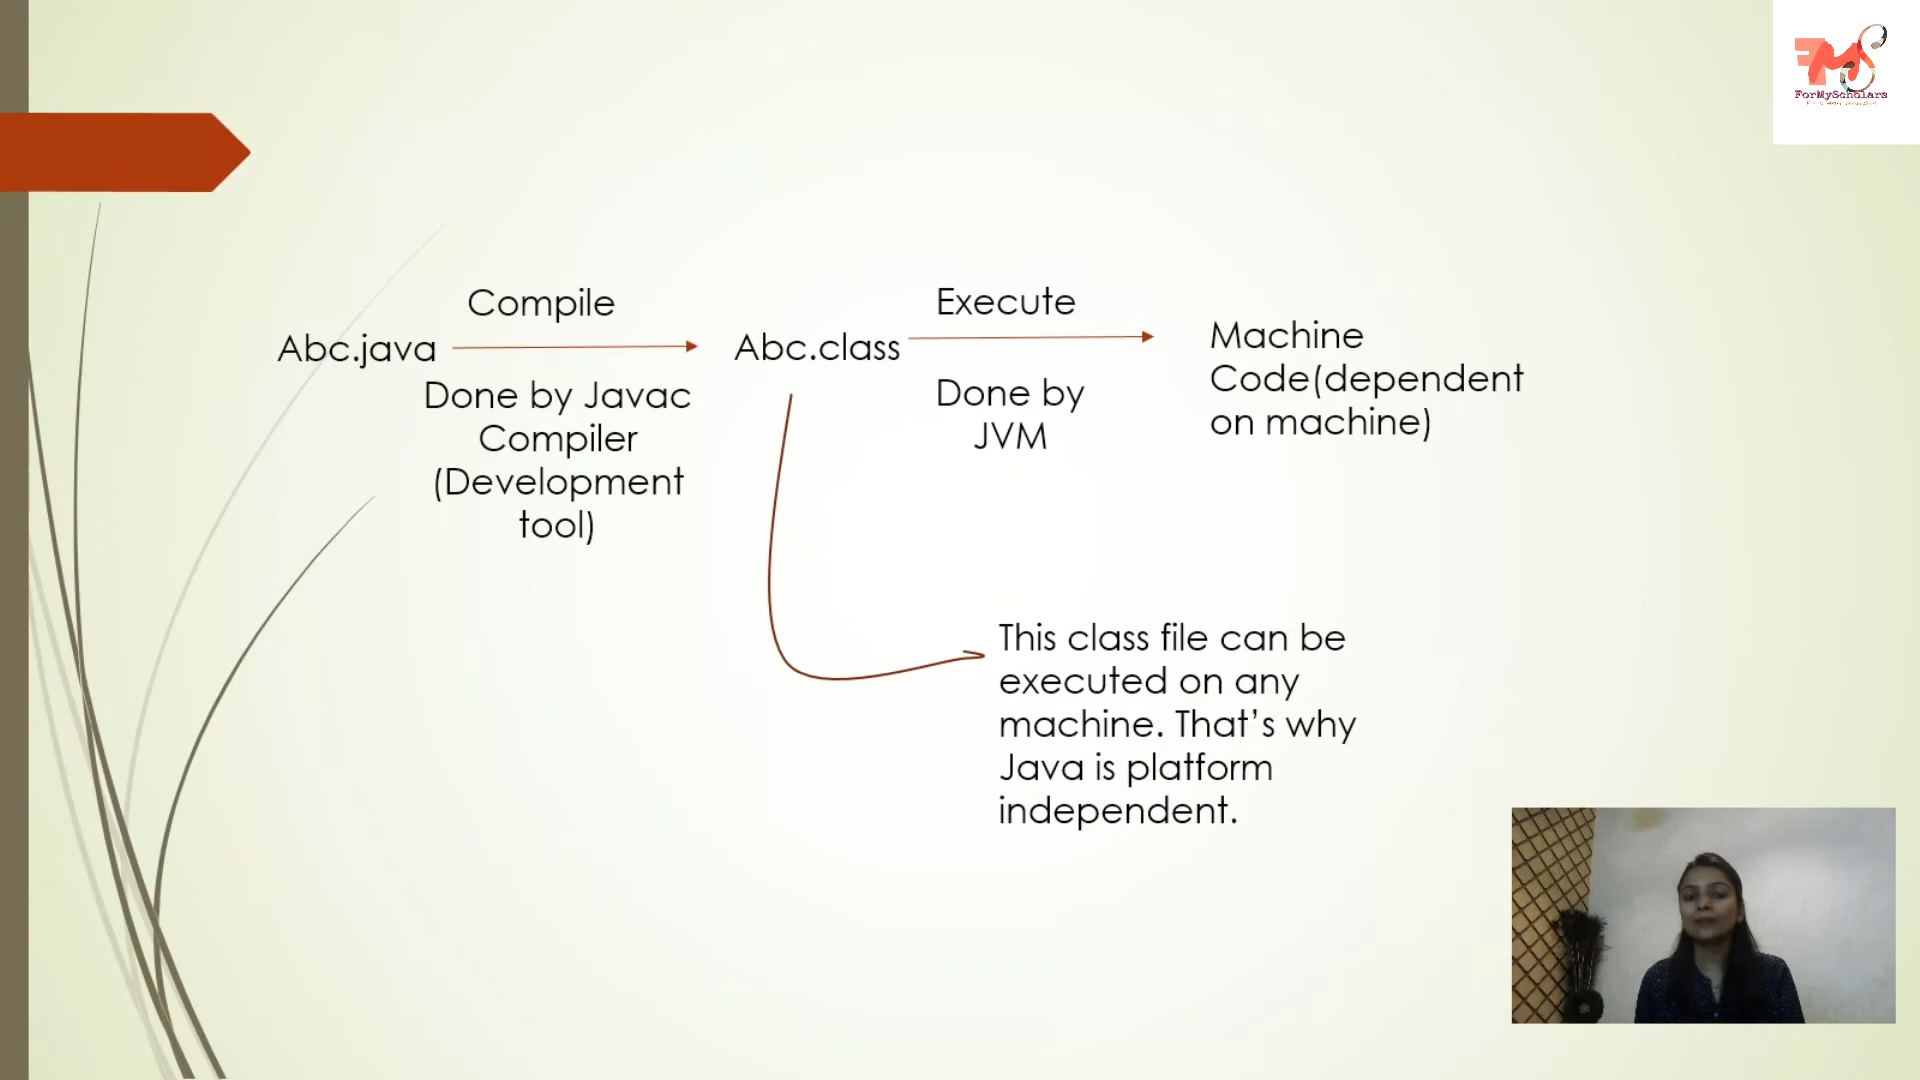 ForMyScholars
Compile
Execute
Abc.java
Abc.class
Machine
Code(dependent
on machine)
Done by Javac
Compiler
(Development
tool)
Done by
JVM
This class file can be
executed on any
machine. That’s why
Java is platform
independent.